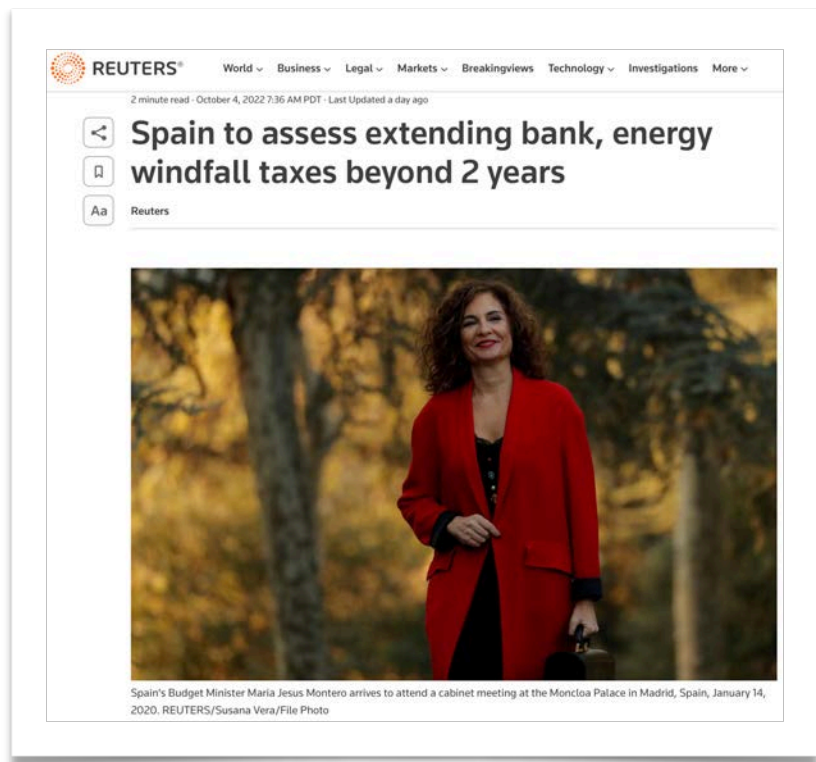 REUTERS®
World Business Legal Markets Breakingviews Technology Investigations More
2 minute read · October 4, 2022 7:36 AM PDT · Last Updated a day ago
Spain to assess extending bank, energy
windfall taxes beyond 2 years
Aa
Reuters
Spain's Budget Minister Maria Jesus Montero arrives to attend a cabinet meeting at the Moncloa Palace in Madrid, Spain, January 14,
2020. REUTERS/Susana Vera/File Photo